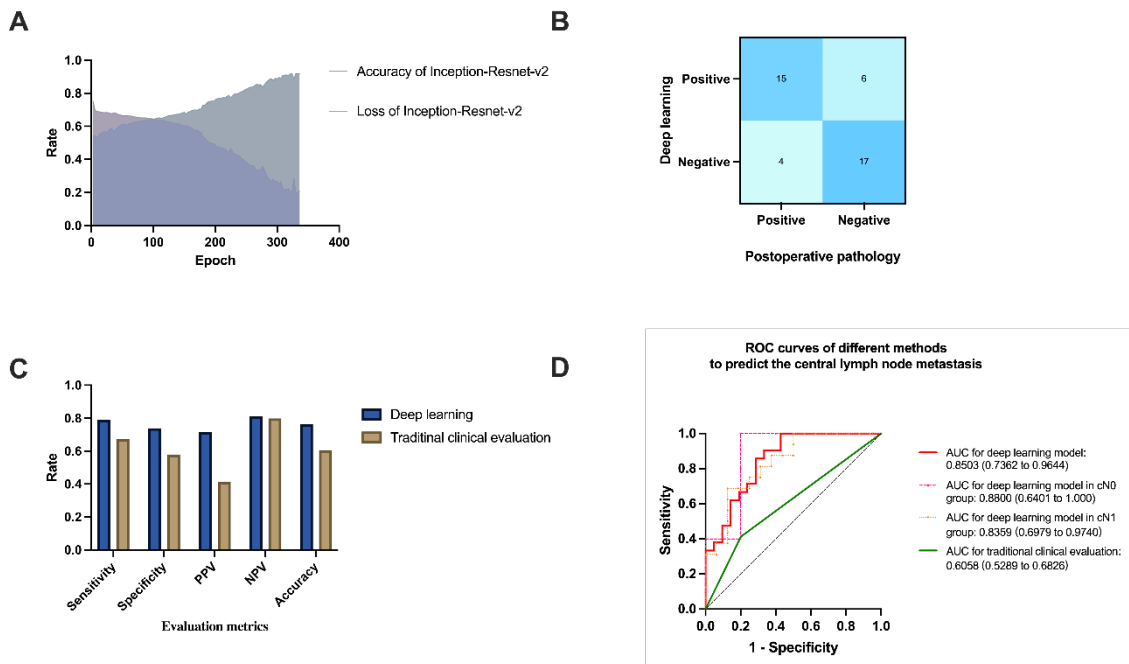 A
1.0
0.8
0.6
0.4
0.2
0.0
Rate
0
100
200
300
400
Epoch
Accuracy of Inception-Resnet-v2
Loss of Inception-Resnet-v2
B
Deep learning
Positive
Negative
15
6
4
17
Positive
Negative
Postoperative pathology
C
1.0
0.8
0.6
0.4
0.2
0.0
Rate
Sensitivity
Specificity
PPV
NPV
Accuracy
Evaluation metrics
Deep learning
Traditinal clinical evaluation
D
ROC curves of different methods
to predict the central lymph node metastasis
1.0
0.8
0.6
0.4
0.2
0.0
Sensitivity
0.0
0.2
0.4
0.6
0.8
1.0
1 - Specificity
AUC for deep learning model:
0.8503 (0.7362 to 0.9644)
AUC for deep learning model in cN0
group: 0.8800 (0.6401 to 1.000)
AUC for deep learning model in cN1
group: 0.8359 (0.6979 to 0.9740)
AUC for traditional clinical evaluation:
0.6058 (0.5289 to 0.6826)